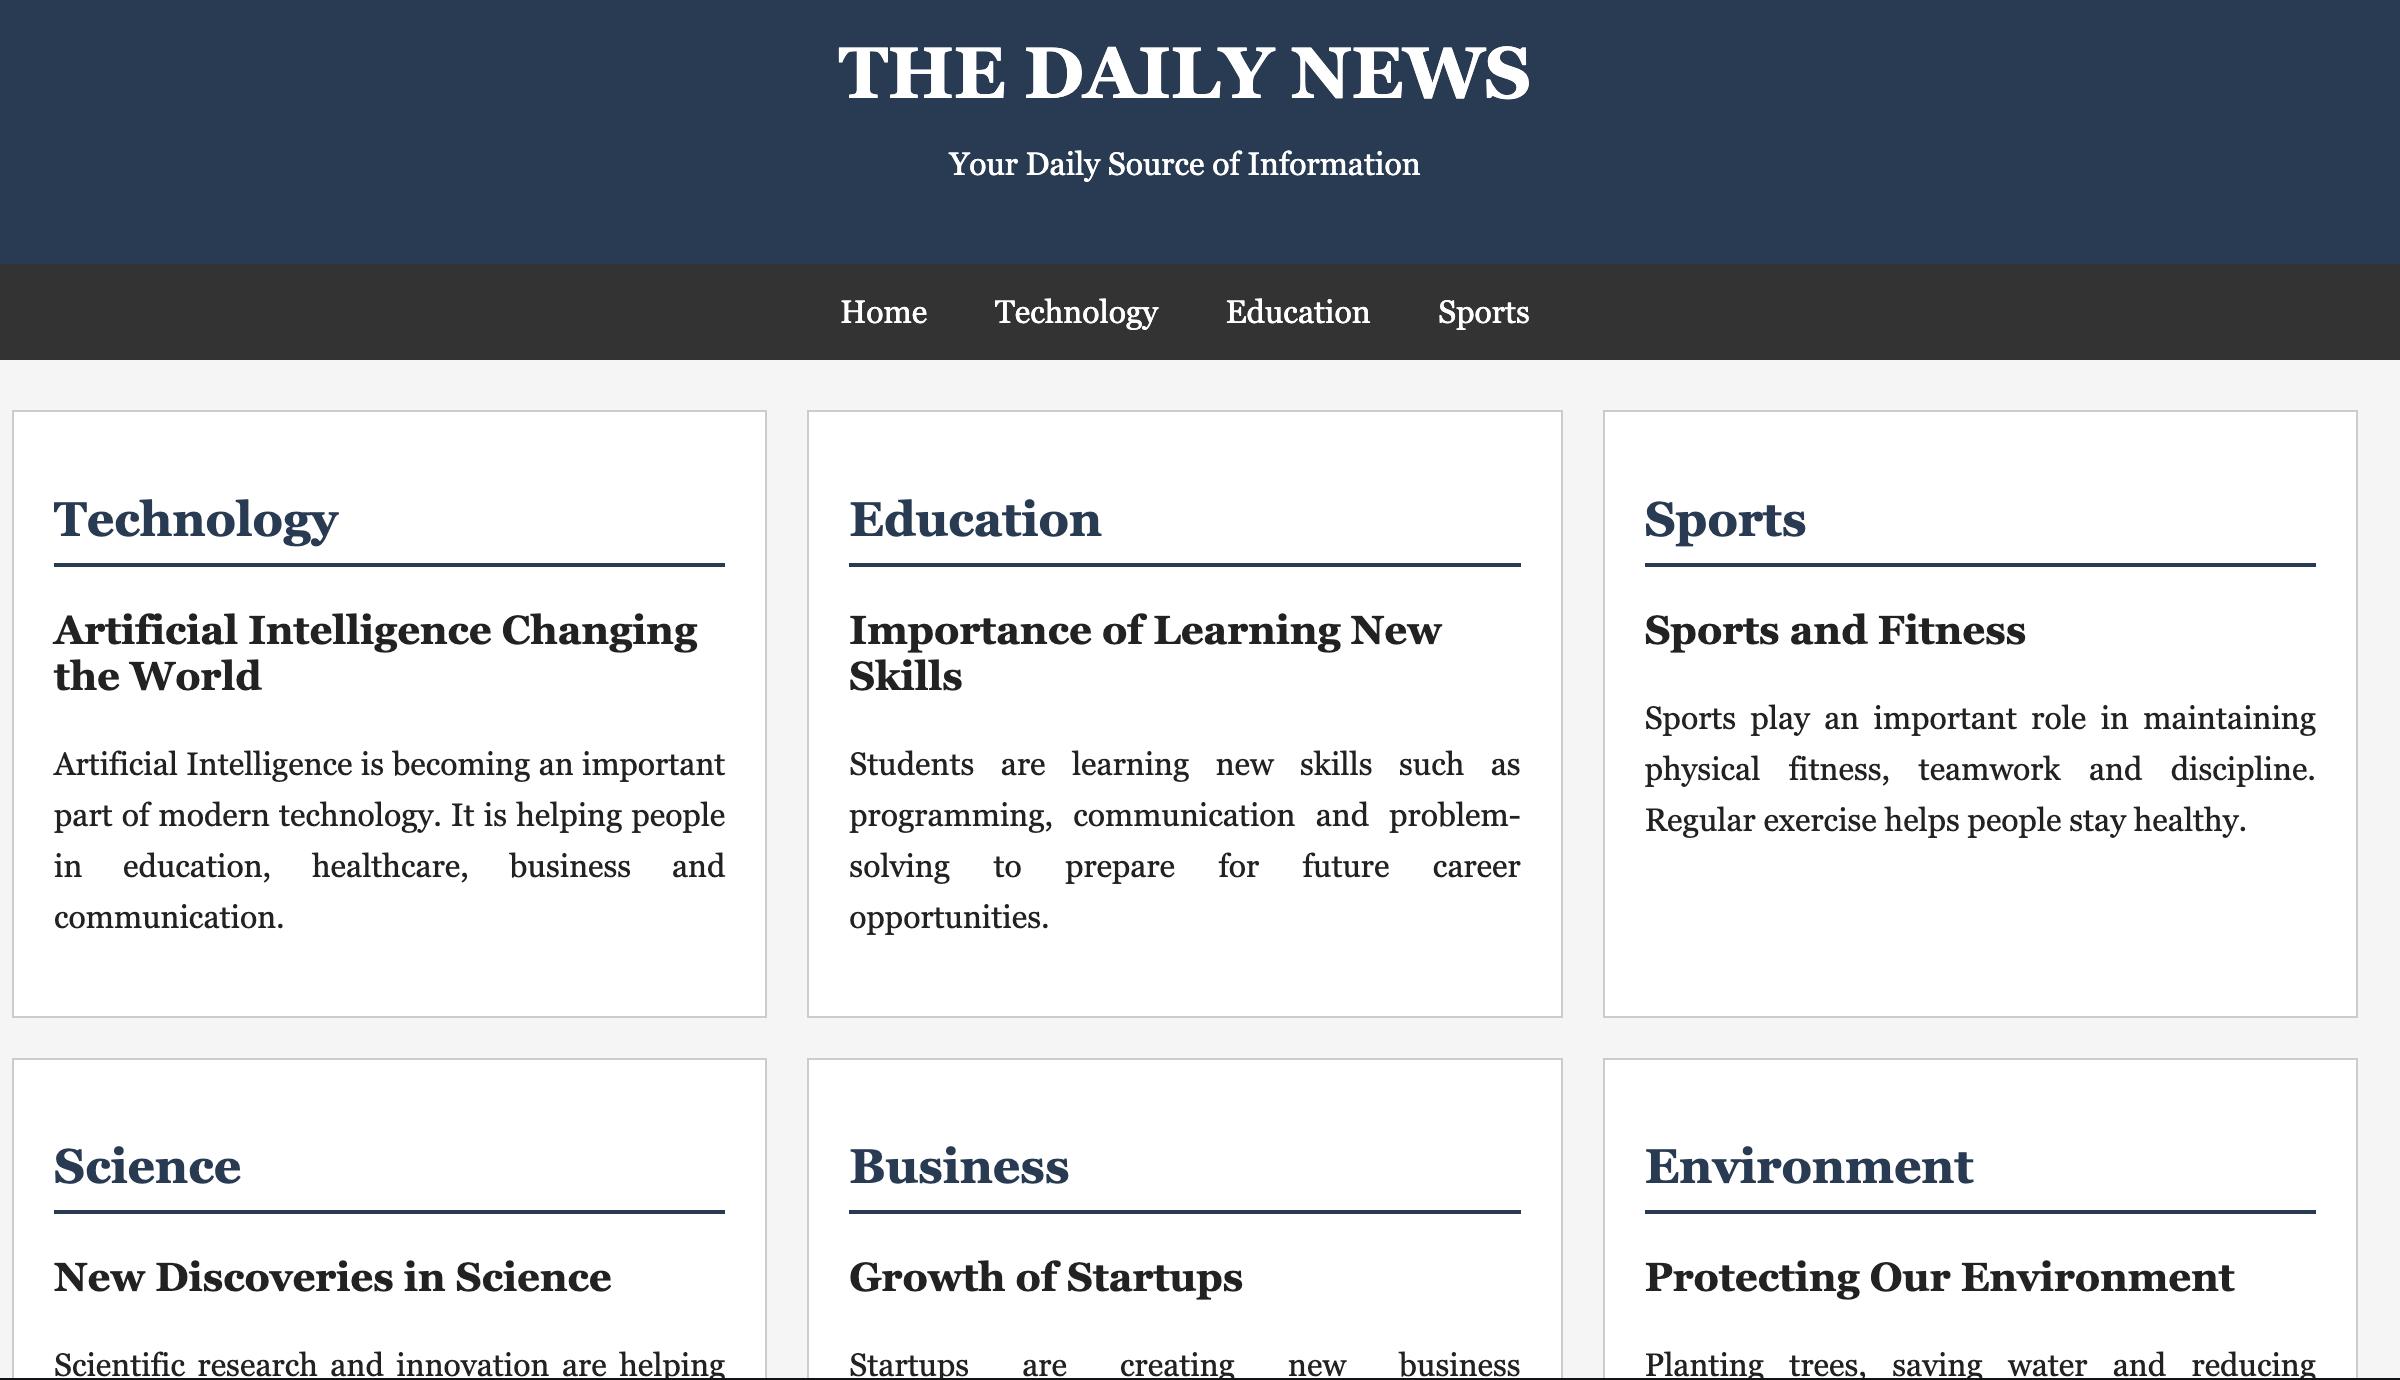 THE DAILY NEWS
Your Daily Source of Information
Home Technology Education Sports
Technology
Artificial Intelligence Changing
the World
Artificial Intelligence is becoming an important
part of modern technology. It is helping people
in education, healthcare, business and
communication.
Education
Importance of Learning New
Skills
Students are learning new skills such as
programming, communication and problem-
solving to prepare for future career
opportunities.
Sports
Sports and Fitness
Sports play an important role in maintaining
physical fitness, teamwork and discipline.
Regular exercise helps people stay healthy.
Science
New Discoveries in Science
Scientific research and innovation are helping
Business
Growth of Startups
Startups are creating new business
Environment
Protecting Our Environment
Planting trees, saving water and reducing